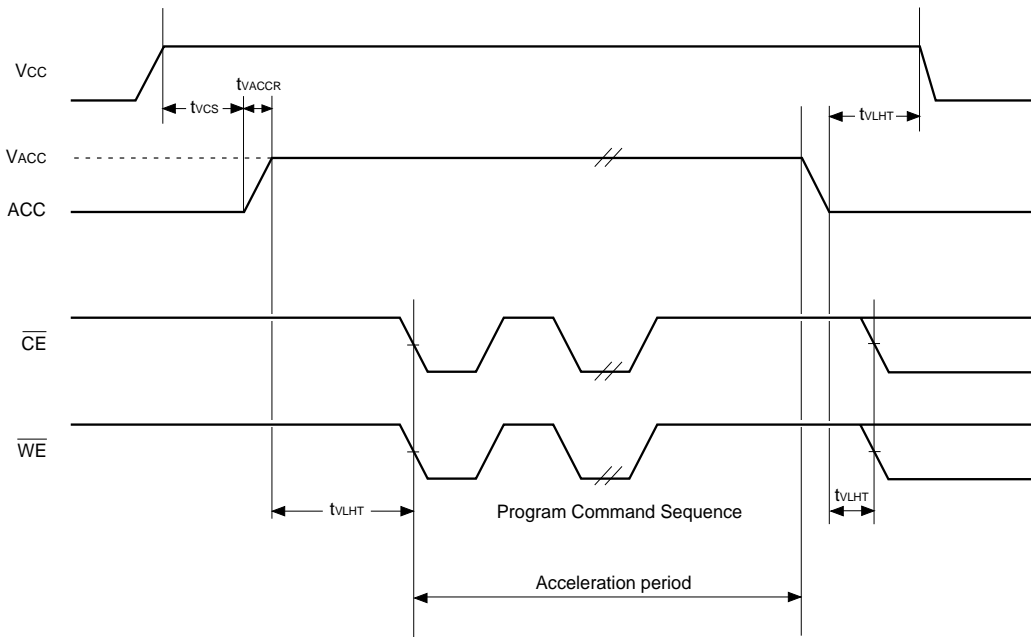 VCC
tVACCR
tVCS
tVLHT
VACC
ACC
CE
WE
tVLHT
Program Command Sequence
tVLHT
Acceleration period